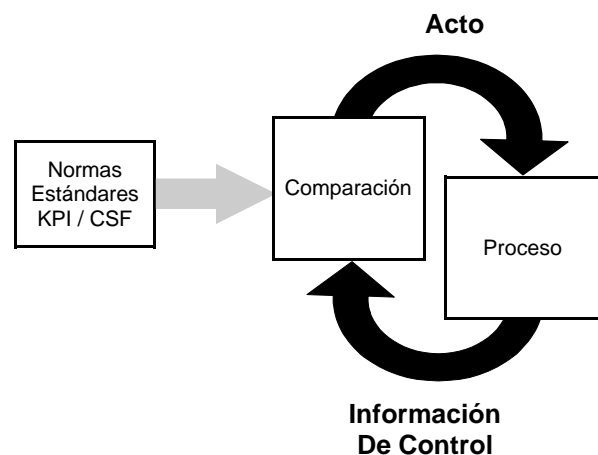 Acto
Normas
Estándares
KPI / CSF
Comparación
Proceso
Información
De Control